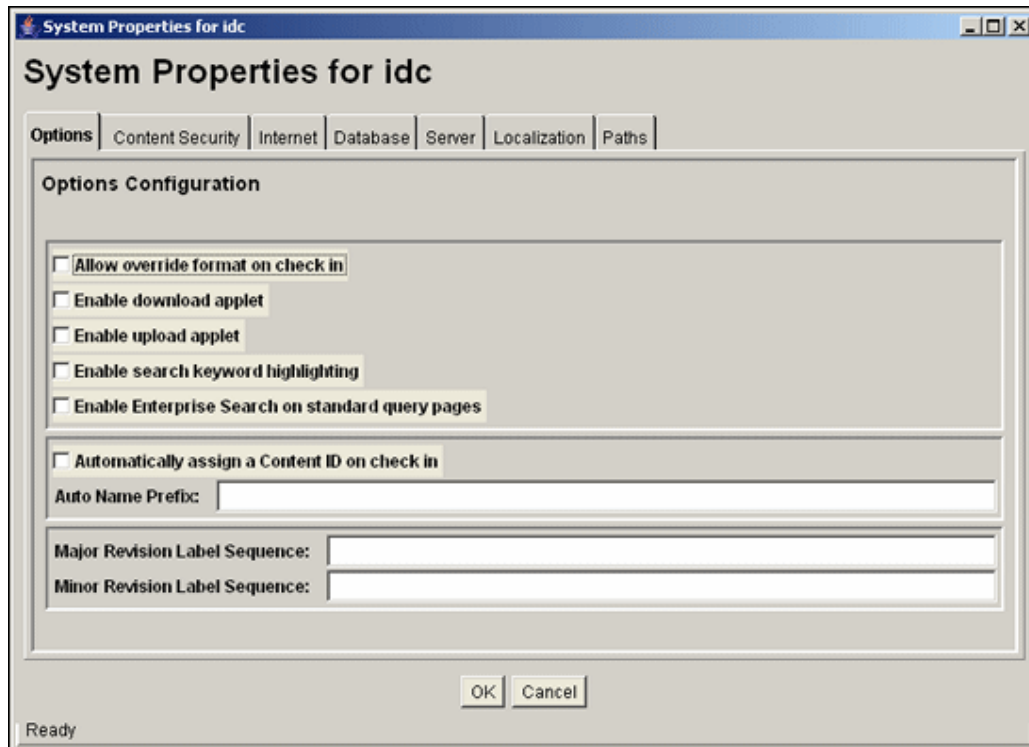 System Properties for idc
System Properties for idc
Options Content Security Internet Database Server Localization Paths
Options Configuration
Allow override format on check in
Enable download applet
Enable upload applet
Enable search keyword highlighting
Enable Enterprise Search on standard query pages
Automatically assign a Content ID on check in
Auto Name Prefix:
Major Revision Label Sequence:
Minor Revision Label Sequence:
OK Cancel
Ready